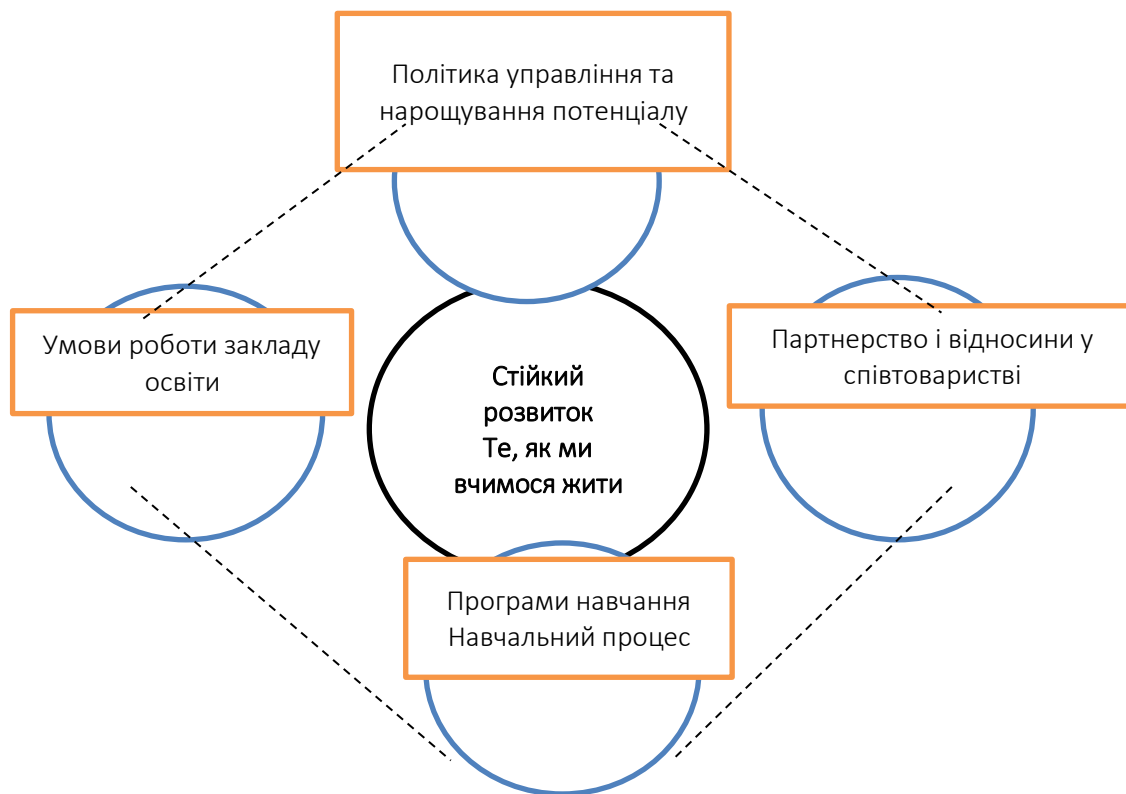 Політика управління та
нарощування потенціалу
Умови роботи закладу
освіти
Партнерство і відносини у
співтоваристві
Стійкий
розвиток
Те, як ми
вчимося жити
Програми навчання
Навчальний процес